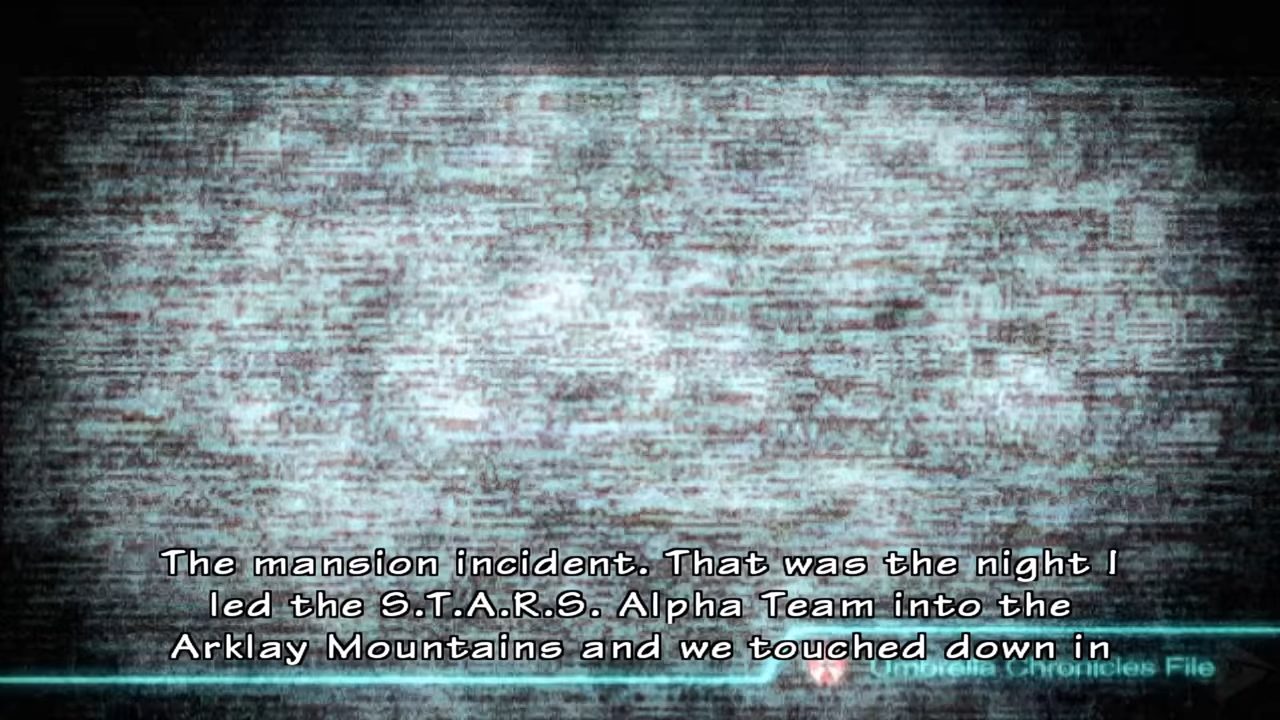 The mansion incident. That was the night I
led the S.T.A.R.S. Alpha Team into the
Arklay Mountains and we touched down in
Umbrella Chronicles File